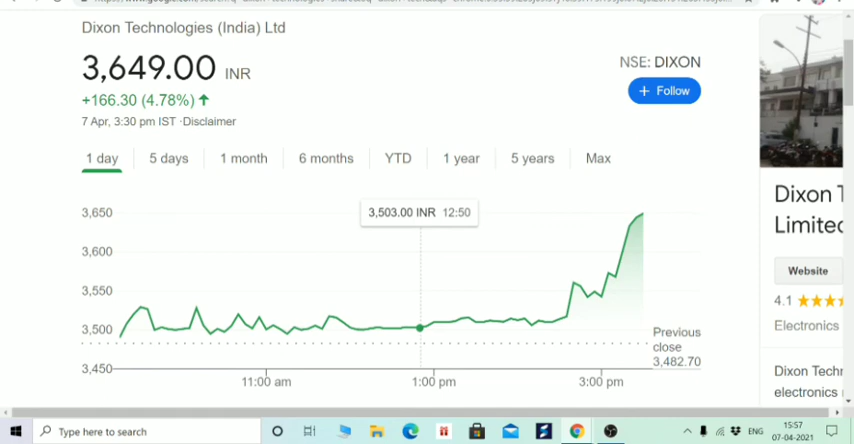 Dixon Technologies (India) Ltd
3,649.00 INR
+166.30 (4.78%) ↑
7 Apr, 3:30 pm IST ·Disclaimer
NSE: DIXON
+ Follow
1 day 5 days 1 month 6 months YTD 1 year 5 years Max
3,503.00 INR 12:50
3,650
3,600
3,550
3,500
3,450
Previous
close
3,482.70
11:00 am 1:00 pm 3:00 pm
Dixon T
Limited
Website
4.1 ★★★★
Electronics
Dixon Techn
electronics
Type here to search
ENG
15:57
07-04-2021